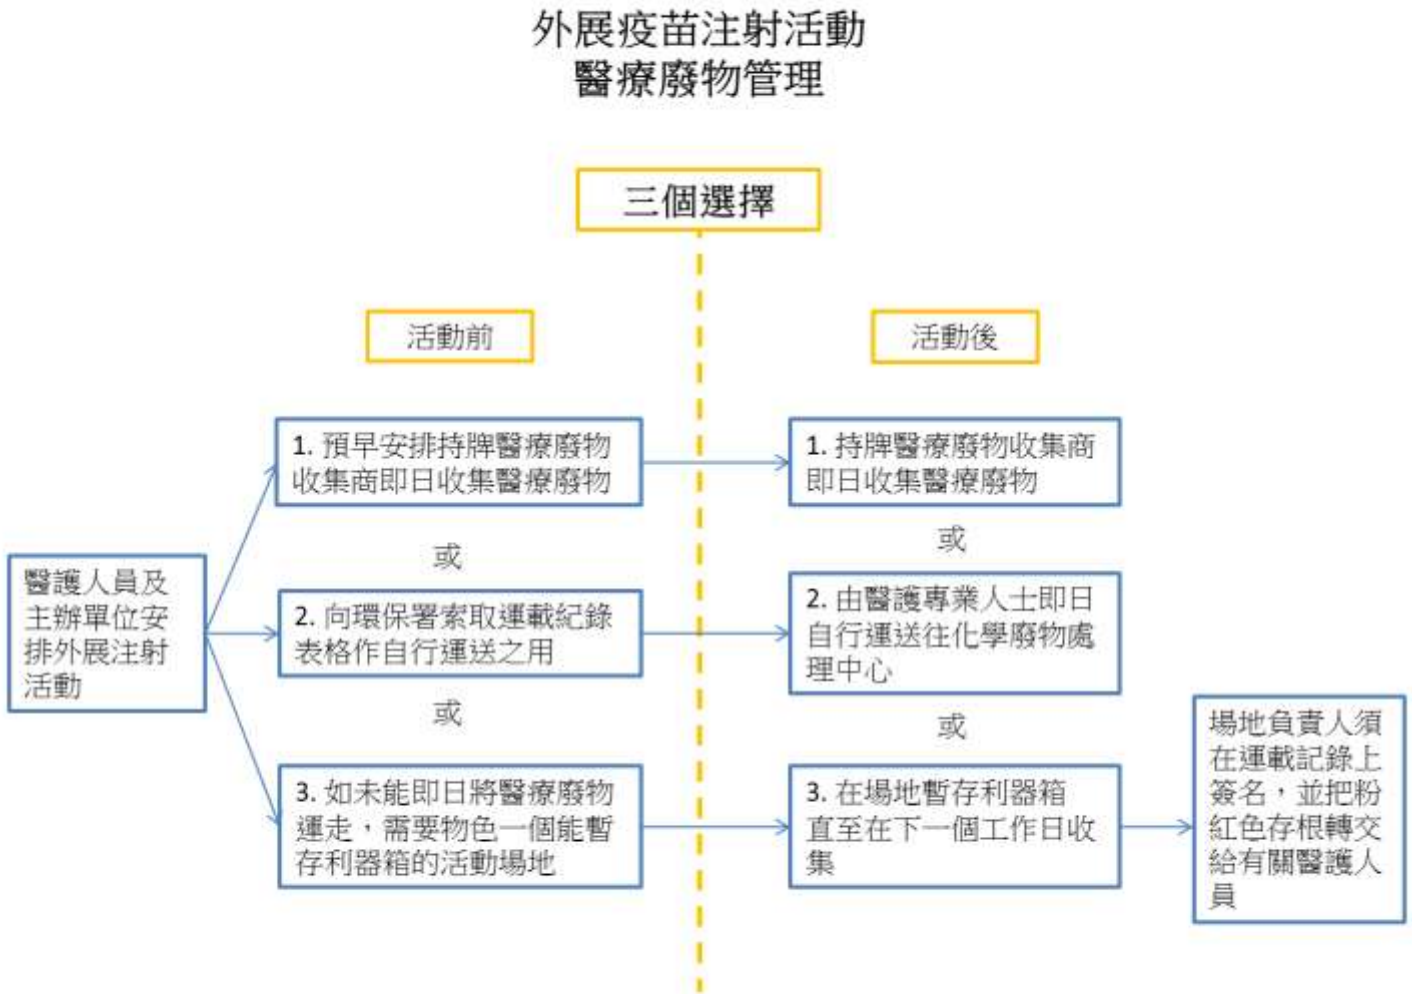 外展疫苗注射活動
醫療廢物管理
三個選擇
活動前
活動後
醫護人員及
主辦單位安
排外展注射
活動
1. 預早安排持牌醫療廢物
收集商即日收集醫療廢物
或
2. 向環保署索取運載紀錄
表格作自行運送之用
或
3. 如未能即日將醫療廢物
運走，需要物色一個能暫
存利器箱的活動場地
1. 持牌醫療廢物收集商
即日收集醫療廢物
或
2. 由醫護專業人士即日
自行運送往化學廢物處
理中心
或
3. 在場地暫存利器箱
直至在下一個工作日收
集
場地負責人須
在運載記錄上
簽名，並把粉
紅色存根轉交
給有關醫護人
員